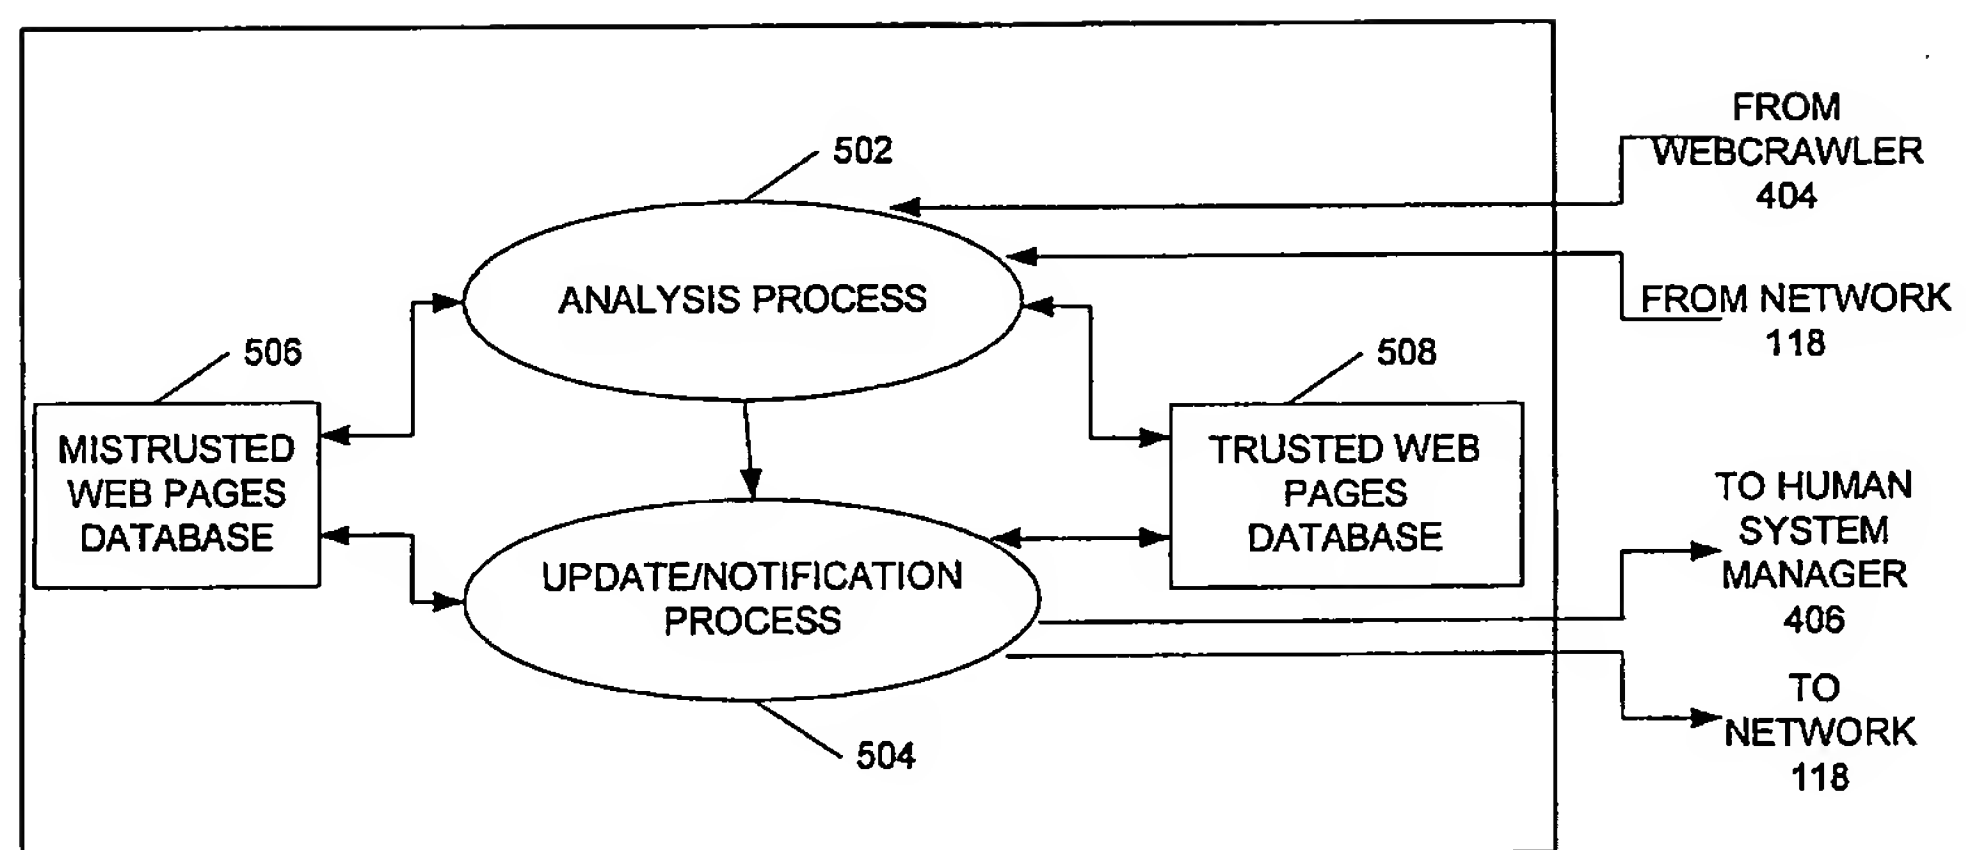 FROM
WEBCRAWLER
404
502
ANALYSIS PROCESS
FROM NETWORK
118
506
508
MISTRUSTED
WEB PAGES
DATABASE
TRUSTED WEB
PAGES
DATABASE
TO HUMAN
SYSTEM
MANAGER
406
UPDATE/NOTIFICATION
PROCESS
TO
NETWORK
118
504